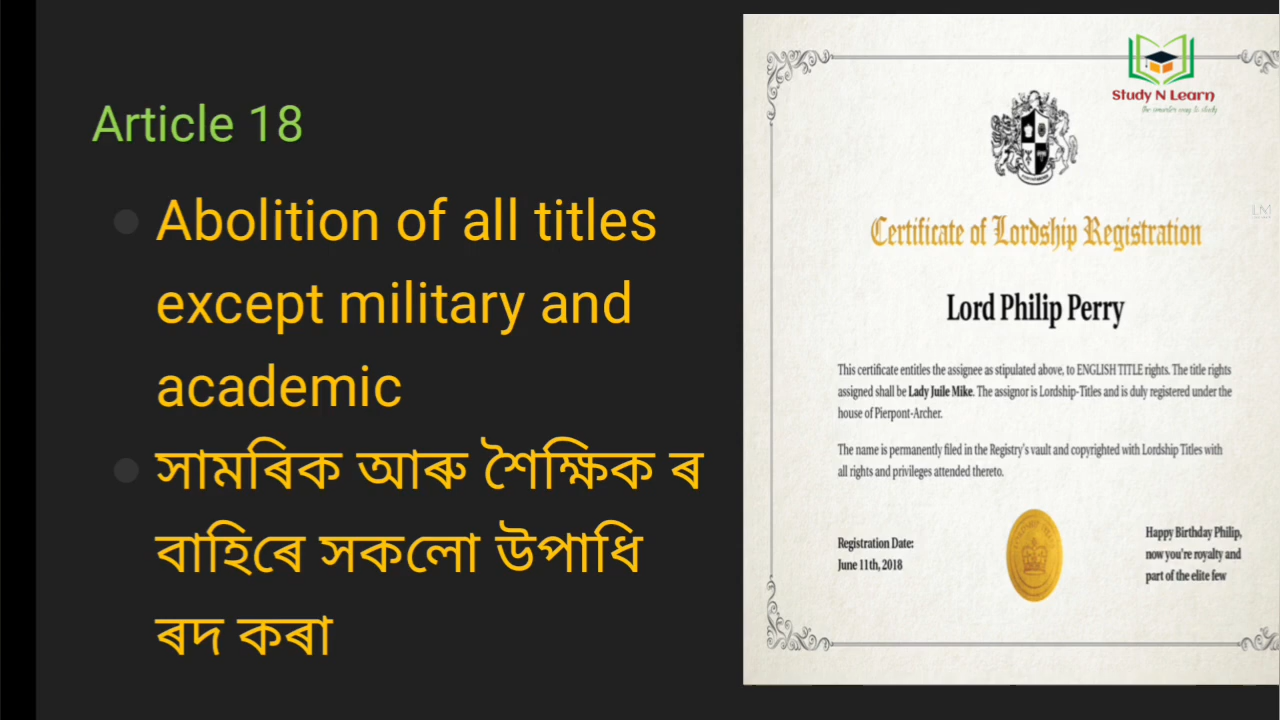 Article 18
Abolition of all titles
except military and
academic
সামৰিক আৰু শৈক্ষিক ৰ
বাহিৰে সকলো উপাধি
ৰদ কৰা
Study N Learn
the smarter way to study
Certificate of Lordship Registration
Lord Philip Perry
This certificate entitles the assignee as stipulated above, to ENGLISH TITLE rights. The title rights
assigned shall be Lady Juile Mike. The assignor is Lordship-Titles and is duly registered under the
house of Pierpont-Archer.
The name is permanently filed in the Registry's vault and copyrighted with Lordship Titles with
all rights and privileges attended thereto.
Registration Date:
June 11th, 2018
Happy Birthday Philip,
now you're royalty and
part of the elite few